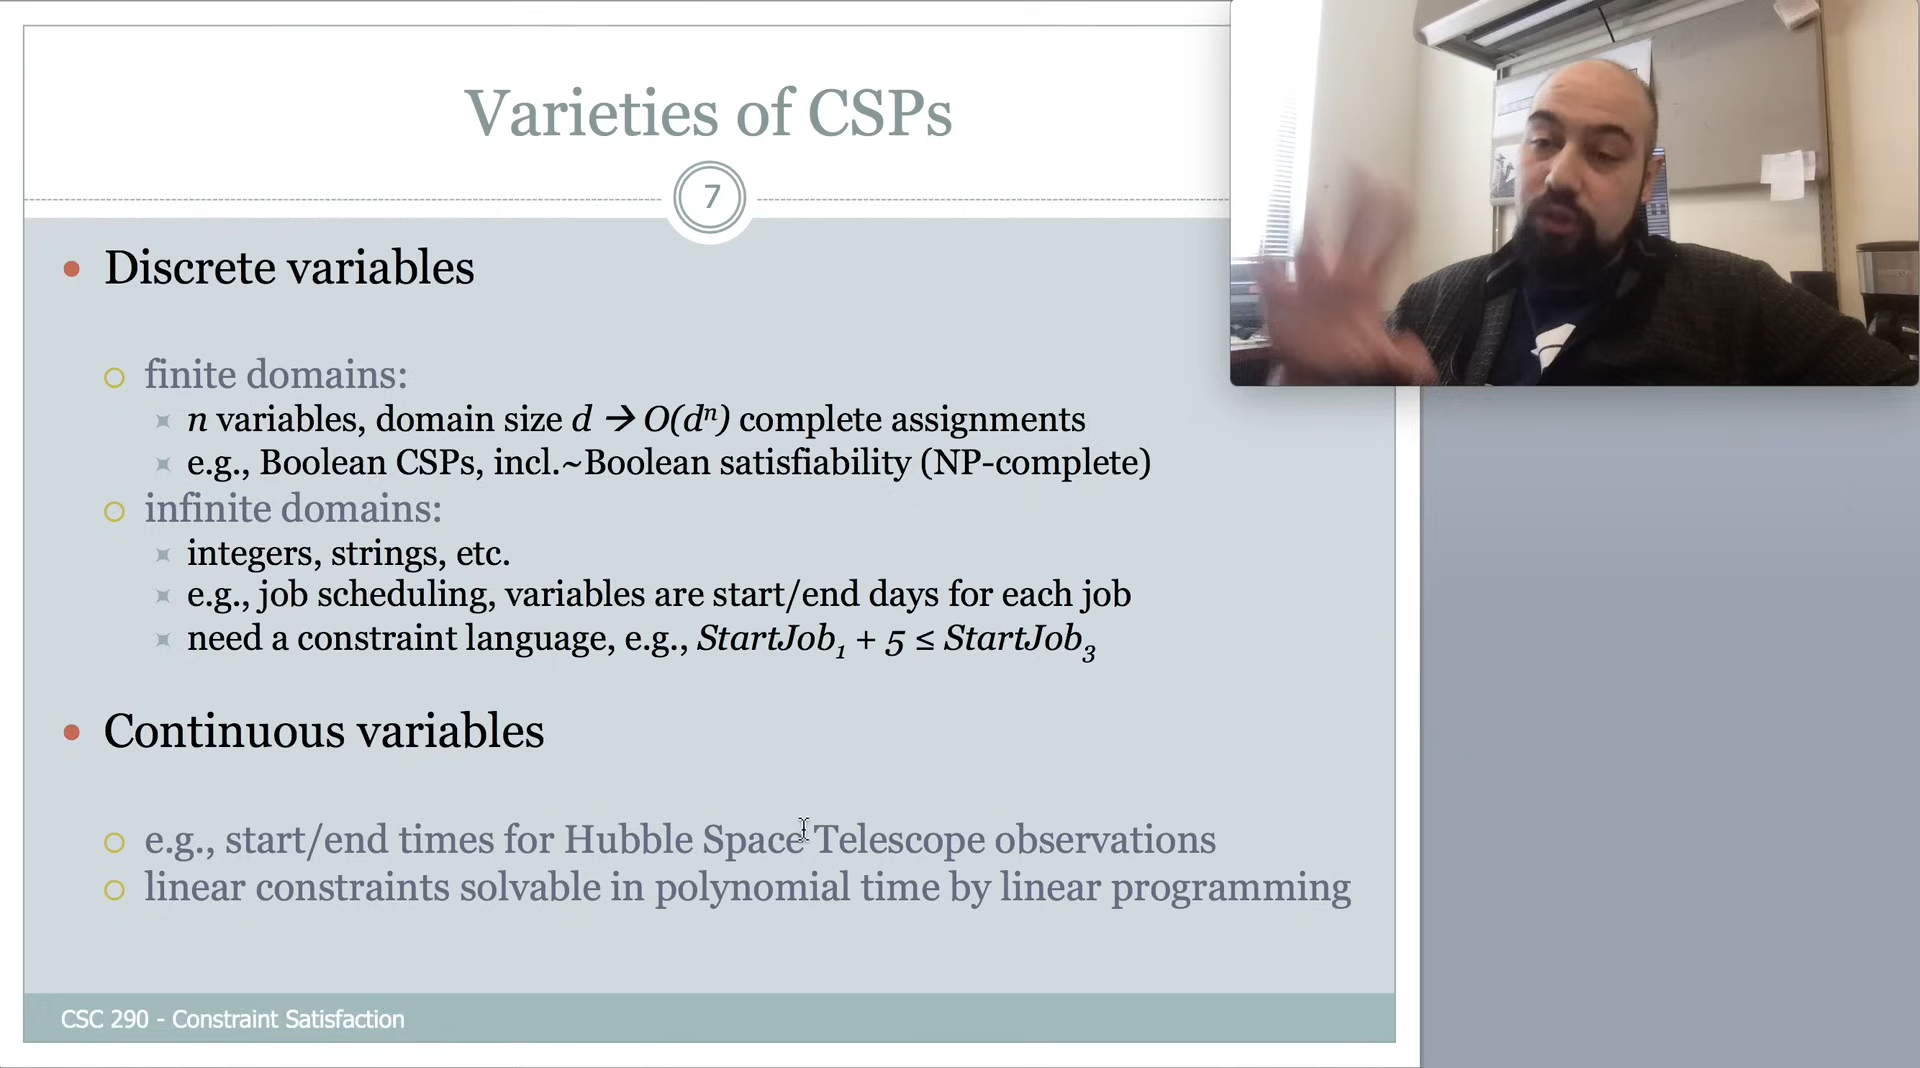 Varieties of CSPs
7
Discrete variables
finite domains:
n variables, domain size d → O(dⁿ) complete assignments
e.g., Boolean CSPs, incl.~Boolean satisfiability (NP-complete)
infinite domains:
integers, strings, etc.
e.g., job scheduling, variables are start/end days for each job
need a constraint language, e.g., StartJob₁ + 5 ≤ StartJob₃
Continuous variables
e.g., start/end times for Hubble Space Telescope observations
linear constraints solvable in polynomial time by linear programming
CSC 290 - Constraint Satisfaction